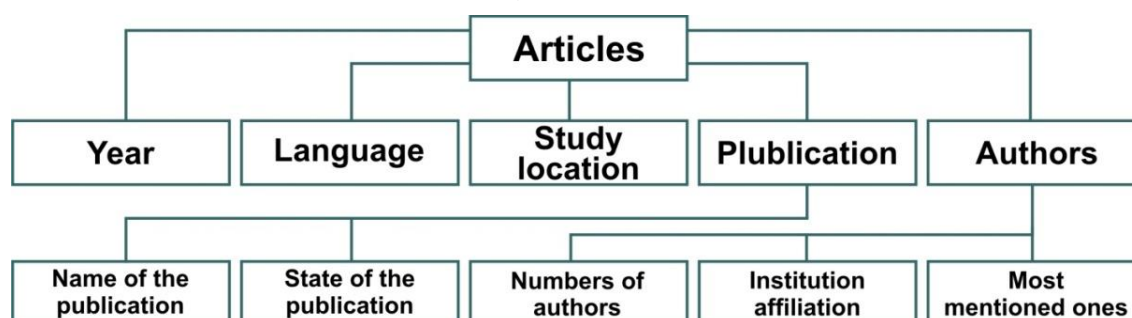 Articles
Year
Language
Study
location
Plublication
Authors
Name of the
publication
State of the
publication
Numbers of
authors
Institution
affiliation
Most
mentioned ones